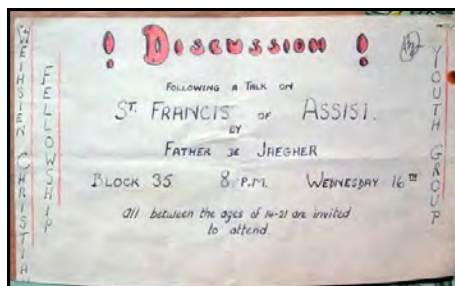 WEIHSIEN CHRISTIA
FELLOWSHIP
! DISCUSSION !
FOLLOWING A TALK ON
ST. FRANCIS OF ASSISI.
BY
FATHER DE JAEGHER
BLOCK 35 8 P.M. WEDNESDAY 16TH
All between the ages of 14-21 are invited
to attend.
YOUTH GROUP